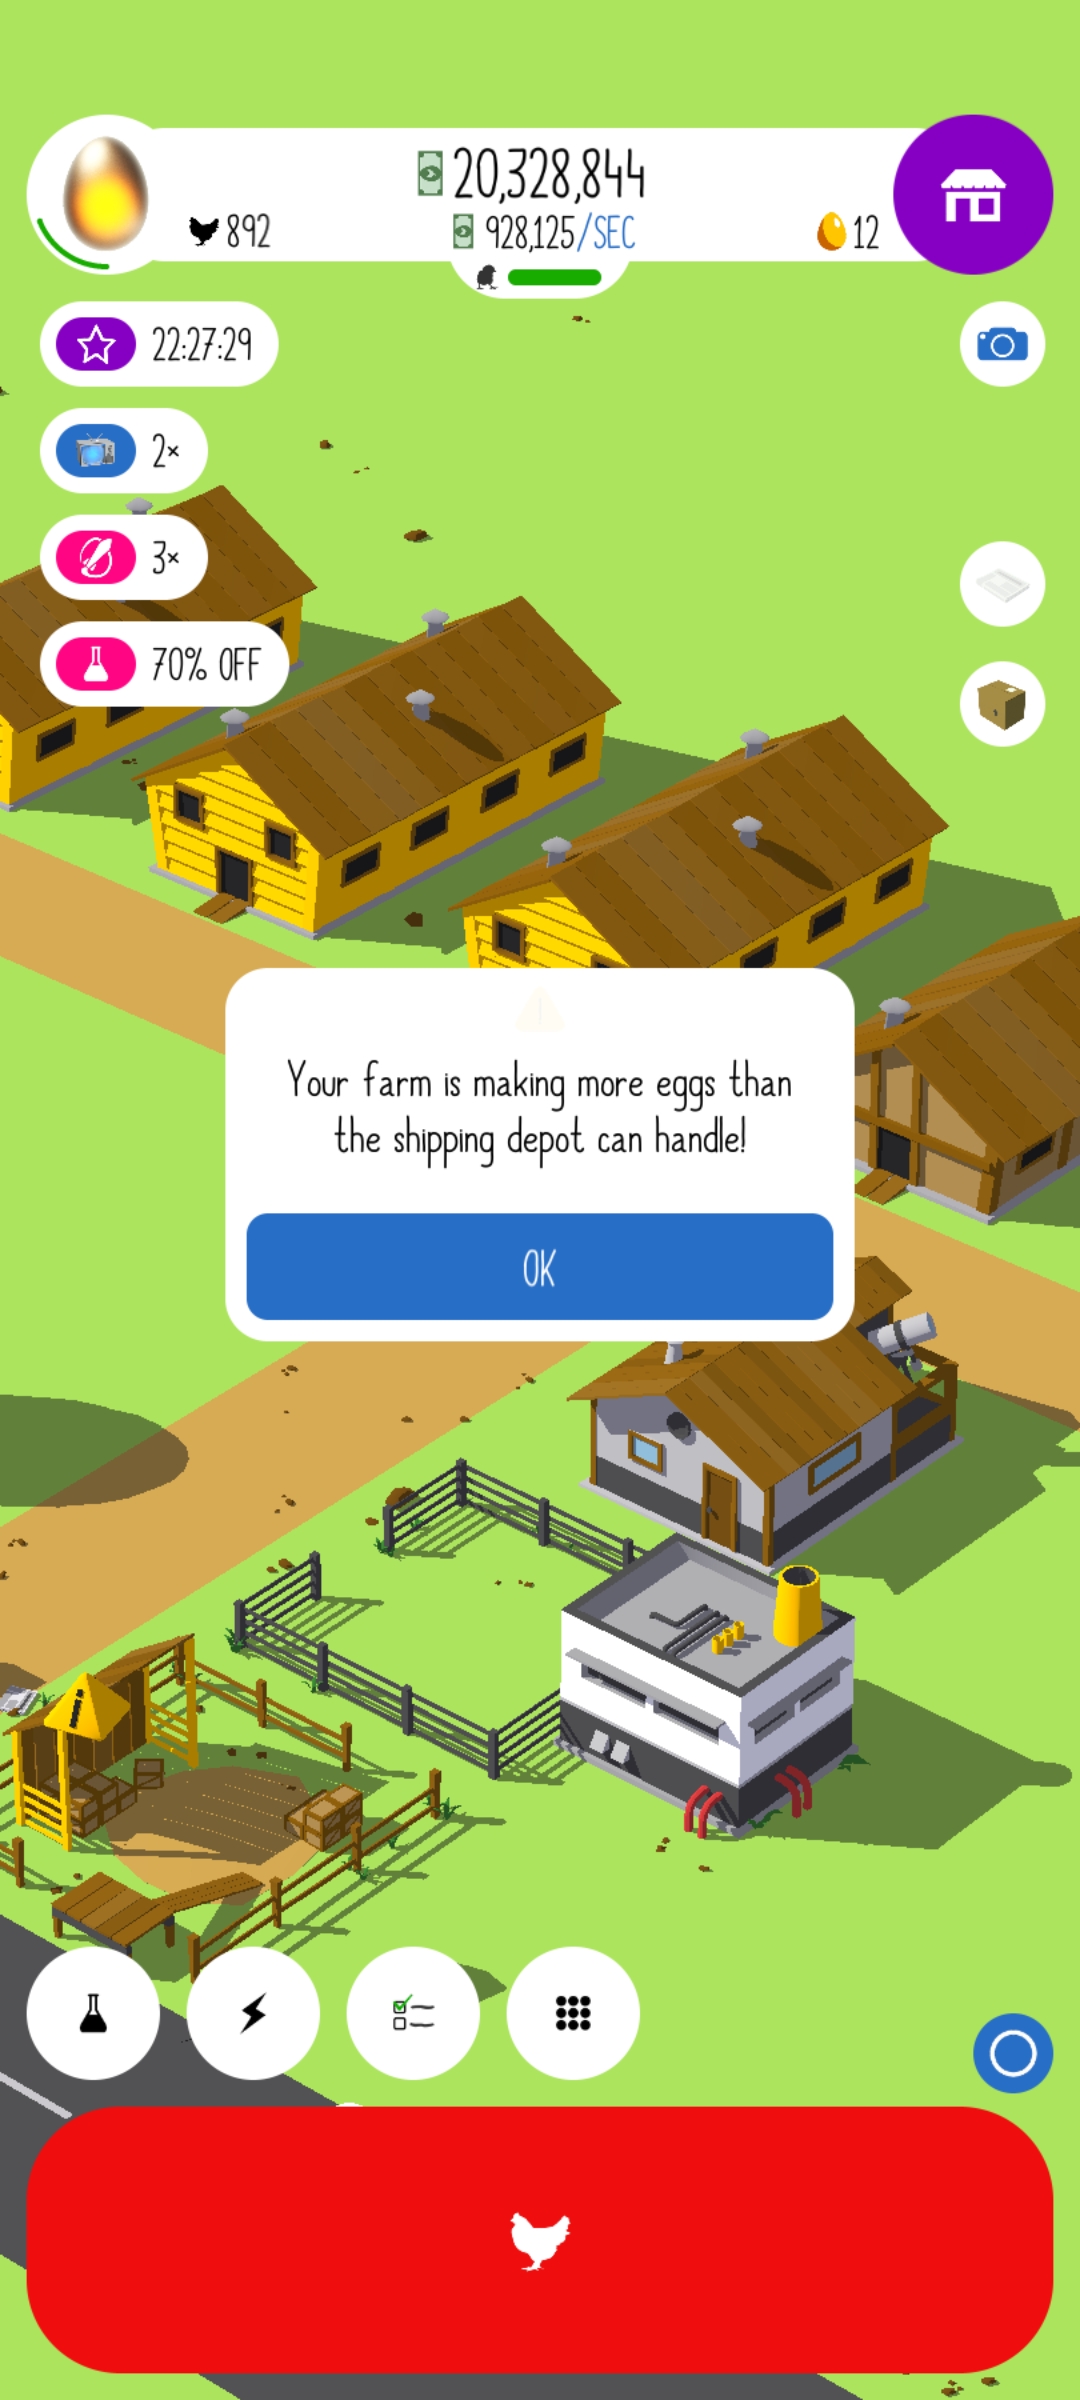 20,328,844
892
928,125/SEC
12
22:27:29
2×
3×
70% OFF
Your farm is making more eggs than
the shipping depot can handle!
OK